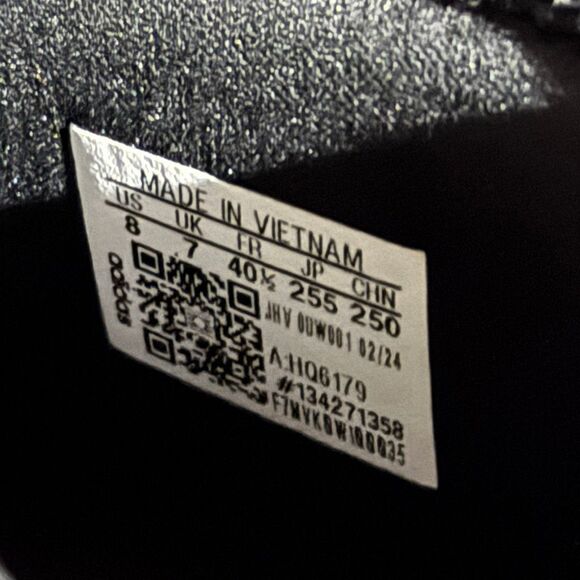 MADE IN VIETNAM
US UK FR JP CHN
8 7 40½ 255 250
adidas
JHV 0DW001 02/24
A:HQ6179
#134271358